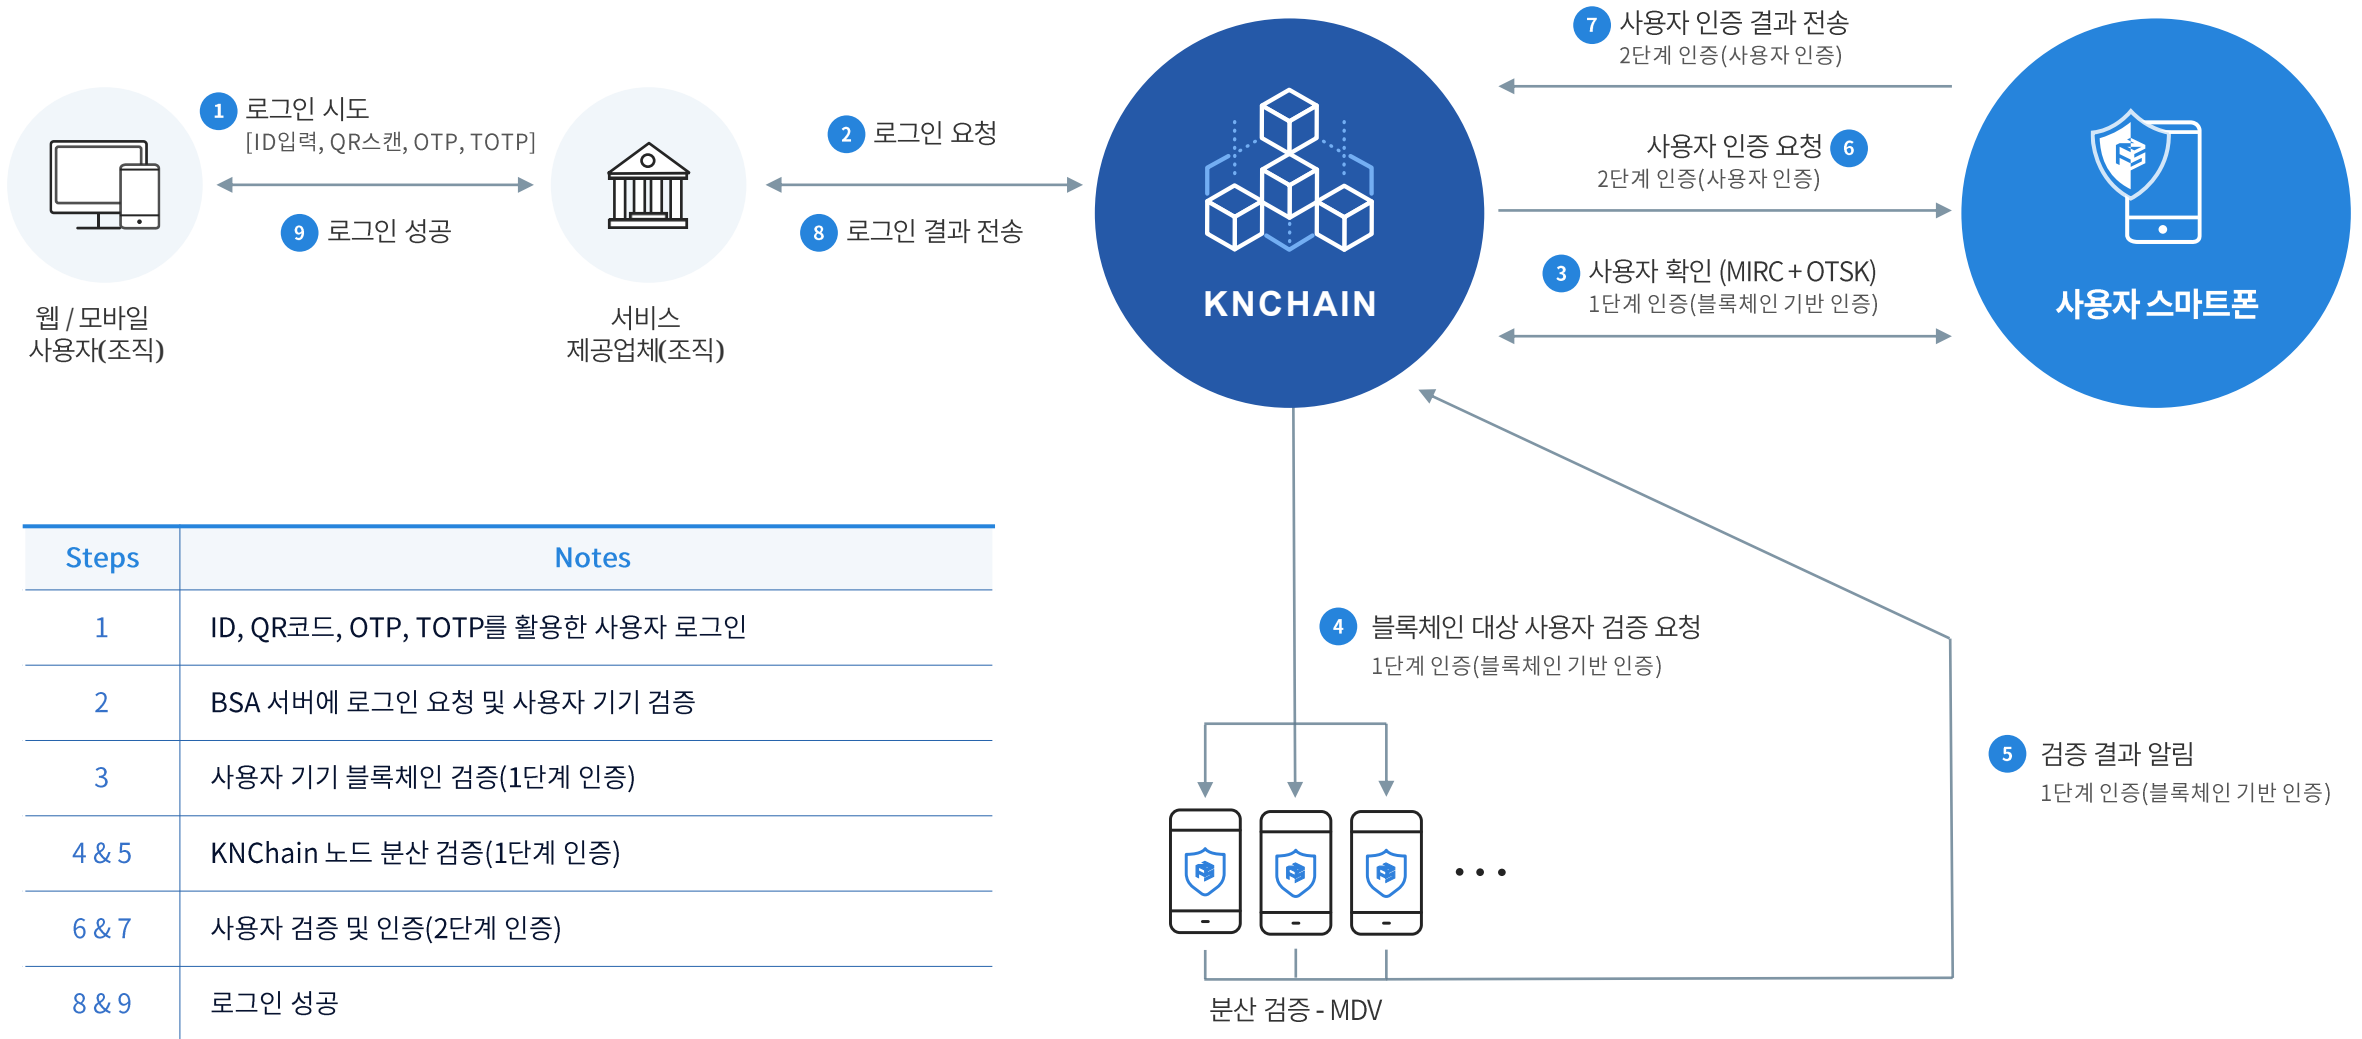 1 로그인 시도
[ID입력, QR스캔, OTP, TOTP]
9 로그인 성공
웹 / 모바일
사용자(조직)
서비스
제공업체(조직)
2 로그인 요청
8 로그인 결과 전송
KNCHAIN
7 사용자 인증 결과 전송
2단계 인증(사용자 인증)
사용자 인증 요청 6
2단계 인증(사용자 인증)
3 사용자 확인 (MIRC + OTSK)
1단계 인증(블록체인 기반 인증)
사용자 스마트폰
4 블록체인 대상 사용자 검증 요청
1단계 인증(블록체인 기반 인증)
5 검증 결과 알림
1단계 인증(블록체인 기반 인증)
분산 검증 - MDV
Steps Notes
1 ID, QR코드, OTP, TOTP를 활용한 사용자 로그인
2 BSA 서버에 로그인 요청 및 사용자 기기 검증
3 사용자 기기 블록체인 검증(1단계 인증)
4 & 5 KNChain 노드 분산 검증(1단계 인증)
6 & 7 사용자 검증 및 인증(2단계 인증)
8 & 9 로그인 성공